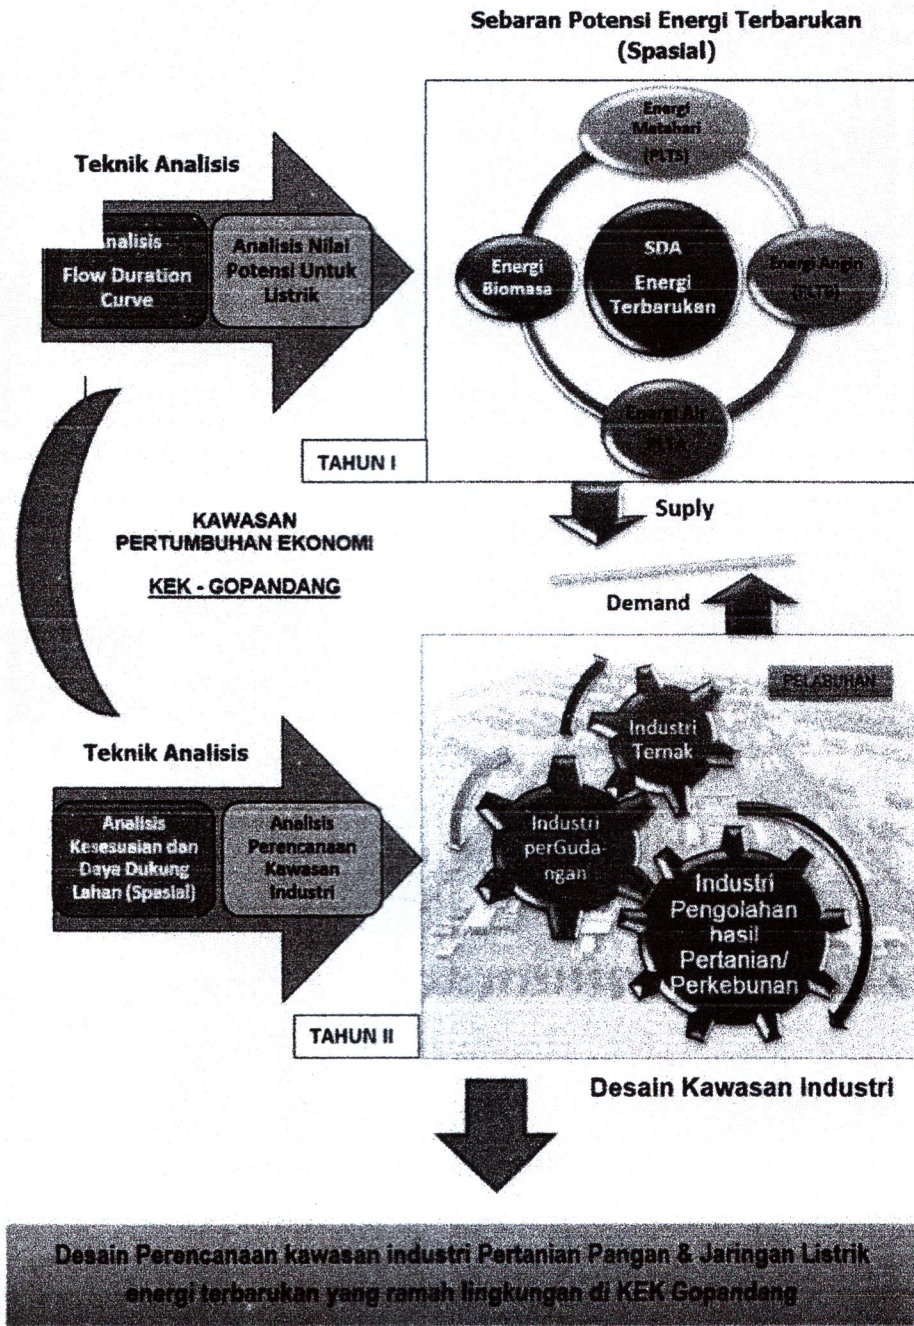 Sebaran Potensi Energi Terbarukan
(Spasial)
Teknik Analisis
nalisis
Flow Duration
Curve
Analisis Nilai
Potensi Untuk
Listrik
Energi
Matahari
(PLTS)
Energi
Biomasa
SDA
Energi
Terbarukan
Energi Angin
Energi Air
PLTA
TAHUN I
Suply
KAWASAN
PERTUMBUHAN EKONOMI
KEK - GOPANDANG
Demand
PELABUHAN
Teknik Analisis
Analisis
Kesesuaian dan
Daya Dukung
Lahan (Spasial)
Analisis
Perencanaan
Kawasan
Industri
Industri
Ternak
Industri
perGuda-
ngan
Industri
Pengolahan
hasil
Pertanian/
Perkebunan
TAHUN II
Desain Kawasan Industri
Desain Perencanaan kawasan industri Pertanian Pangan & Jaringan Listrik
energi terbarukan yang ramah lingkungan di KEK Gopandang